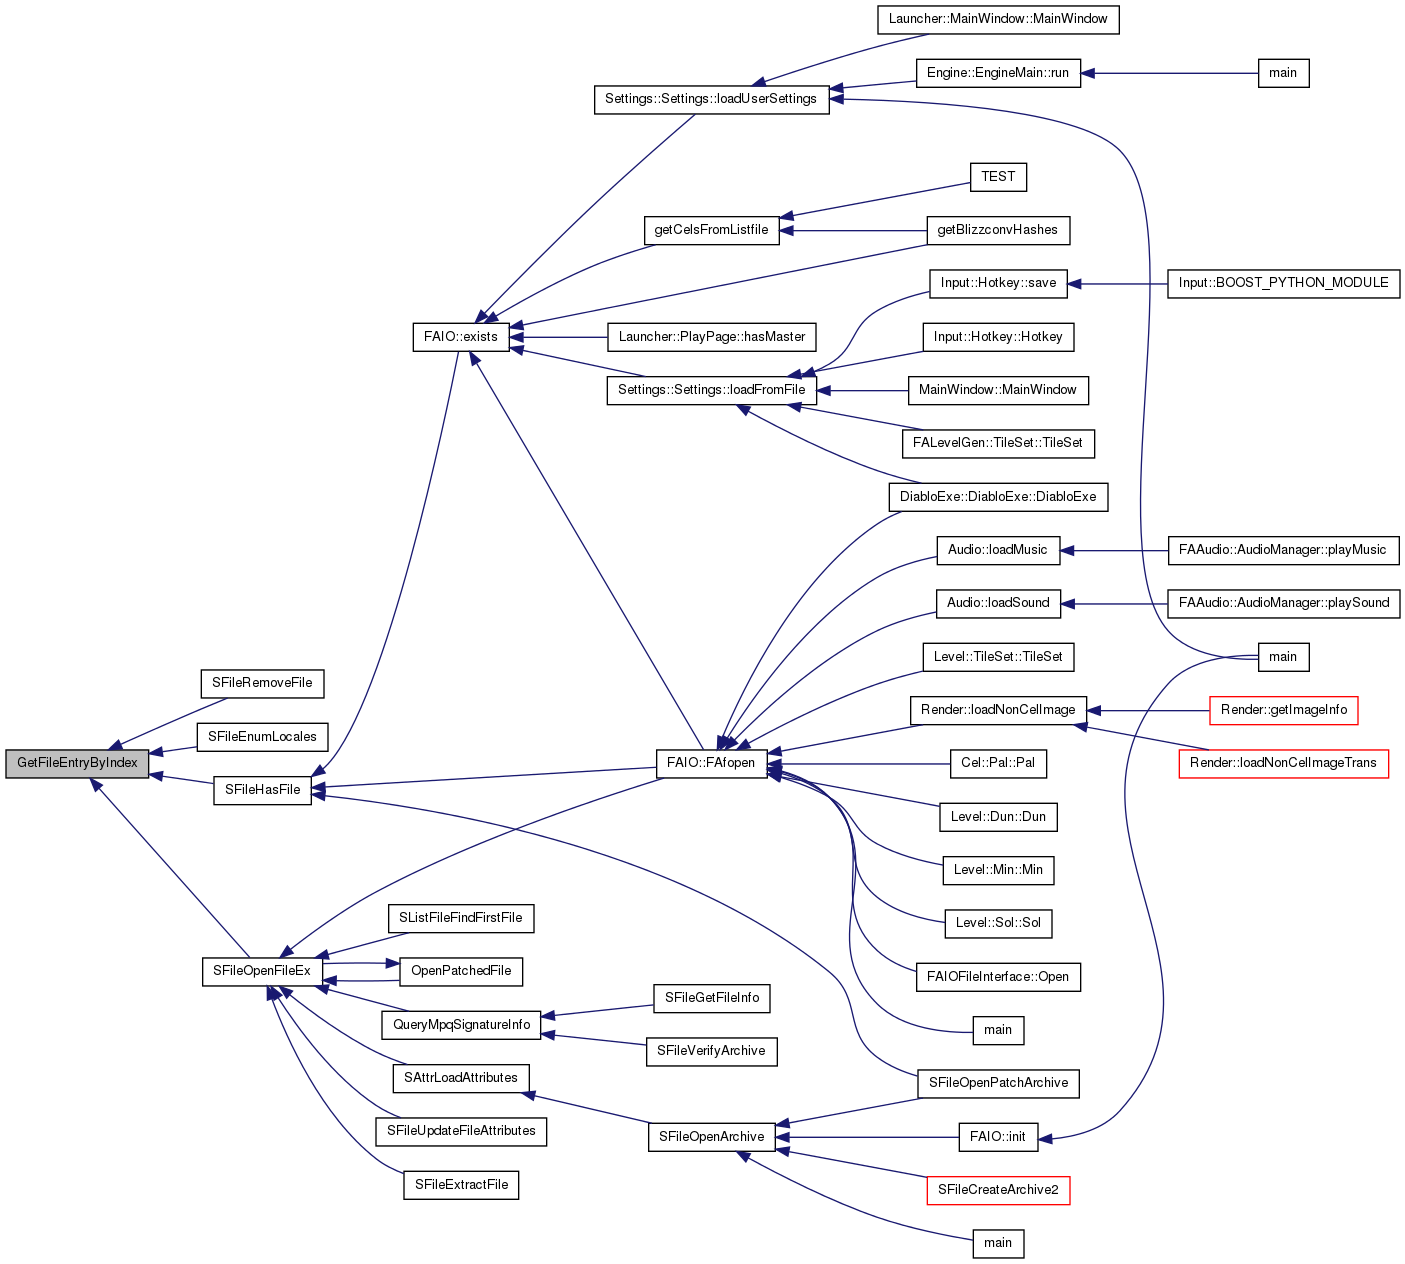 Launcher::MainWindow::MainWindow
Engine::EngineMain::run
main
Settings::Settings::loadUserSettings
TEST
getCelsFromListfile
getBlizzconvHashes
Input::Hotkey::save
Input::BOOST_PYTHON_MODULE
FAIO::exists
Launcher::PlayPage::hasMaster
Input::Hotkey::Hotkey
Settings::Settings::loadFromFile
MainWindow::MainWindow
FALevelGen::TileSet::TileSet
DiabloExe::DiabloExe::DiabloExe
Audio::loadMusic
FAAudio::AudioManager::playMusic
Audio::loadSound
FAAudio::AudioManager::playSound
Level::TileSet::TileSet
main
SFileRemoveFile
Render::loadNonCelImage
Render::getImageInfo
SFileEnumLocales
GetFileEntryByIndex
FAIO::FAfopen
Cel::Pal::Pal
Render::loadNonCelImageTrans
SFileHasFile
Level::Dun::Dun
Level::Min::Min
SListFileFindFirstFile
Level::Sol::Sol
SFileOpenFileEx
OpenPatchedFile
FAIOFileInterface::Open
SFileGetFileInfo
QueryMpqSignatureInfo
main
SFileVerifyArchive
SAttrLoadAttributes
SFileOpenPatchArchive
SFileUpdateFileAttributes
SFileOpenArchive
FAIO::init
SFileExtractFile
SFileCreateArchive2
main